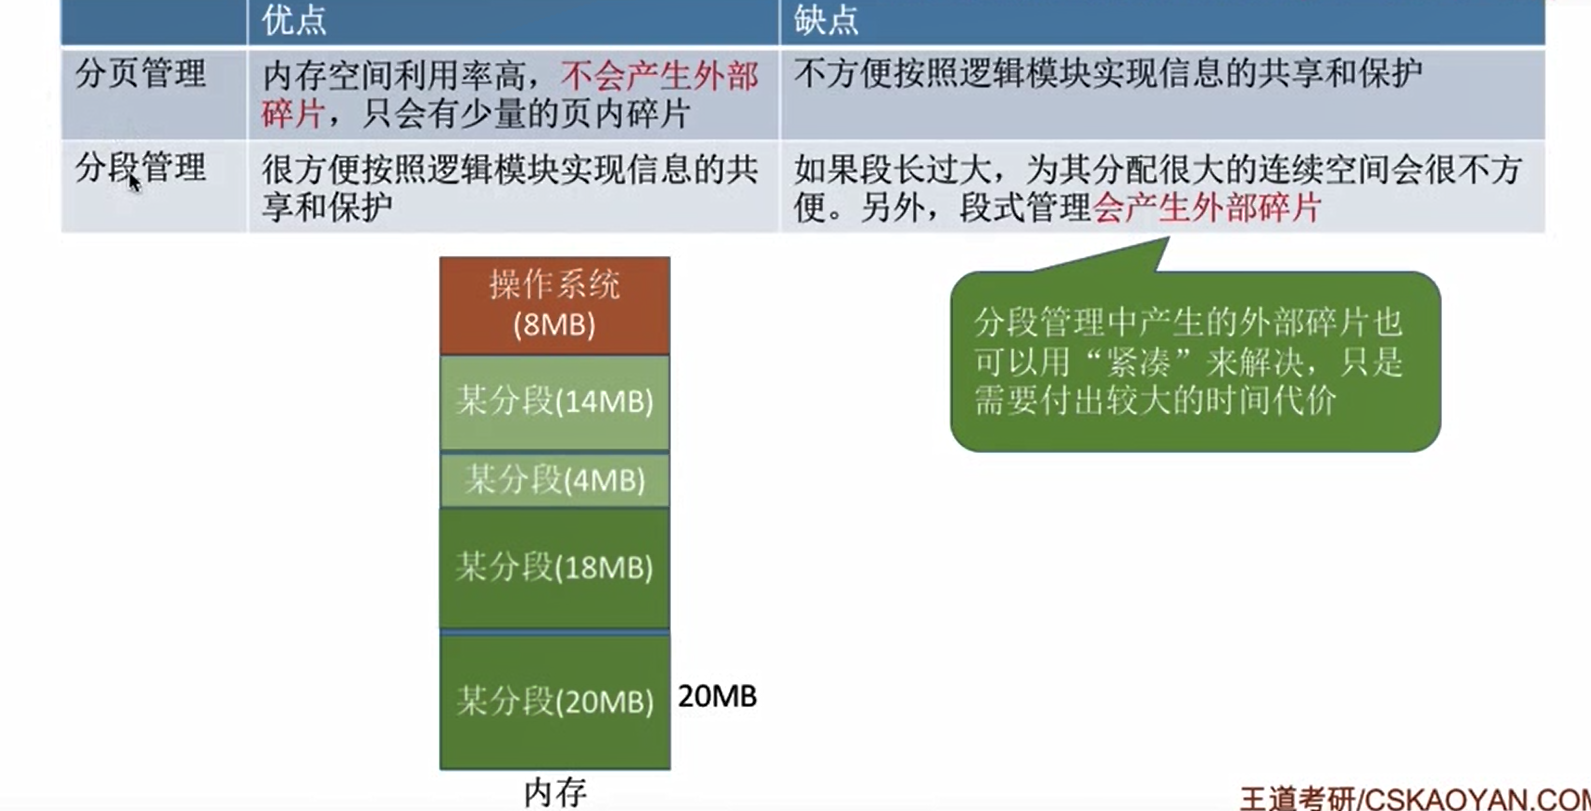 优点
缺点
分页管理
内存空间利用率高，不会产生外部
碎片，只会有少量的页内碎片
不方便按照逻辑模块实现信息的共享和保护
分段管理
很方便按照逻辑模块实现信息的共
享和保护
如果段长过大，为其分配很大的连续空间会很不方
便。另外，段式管理会产生外部碎片
操作系统
(8MB)
某分段(14MB)
某分段(4MB)
某分段(18MB)
某分段(20MB)
20MB
内存
分段管理中产生的外部碎片也
可以用“紧凑”来解决，只是
需要付出较大的时间代价
王道考研/CSKAOYAN.COM